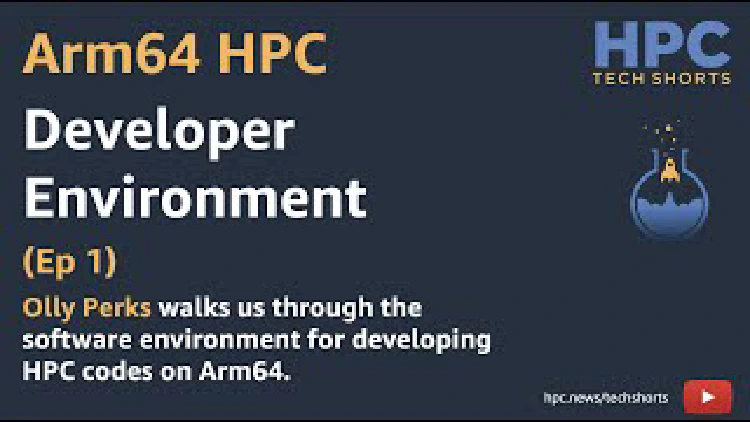 Arm64 HPC
Developer
Environment
(Ep 1)
Olly Perks walks us through the
software environment for developing
HPC codes on Arm64.
HPC
TECH SHORTS
hpc.news/techshorts